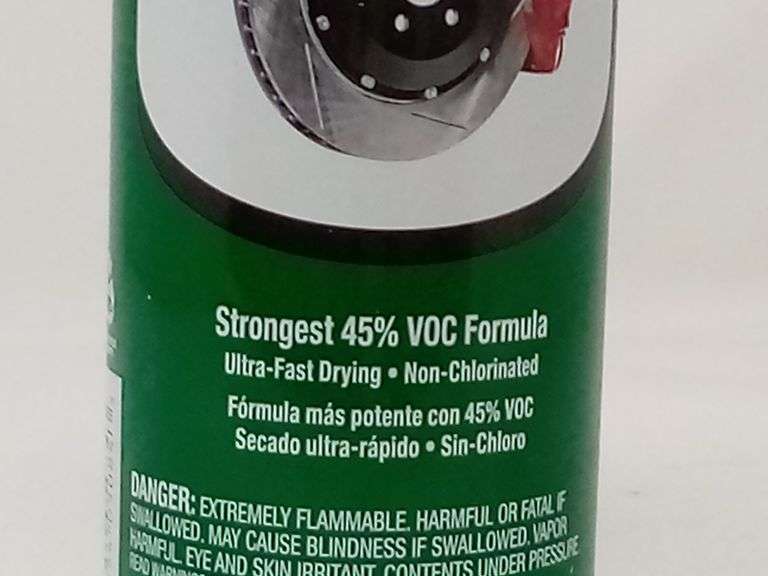 Strongest 45% VOC Formula
Ultra-Fast Drying • Non-Chlorinated
Fórmula más potente con 45% VOC
Secado ultra-rápido • Sin-Chloro
DANGER: EXTREMELY FLAMMABLE. HARMFUL OR FATAL IF
SWALLOWED. MAY CAUSE BLINDNESS IF SWALLOWED. VAPOR
HARMFUL. EYE AND SKIN IRRITANT. CONTENTS UNDER PRESSURE
READ